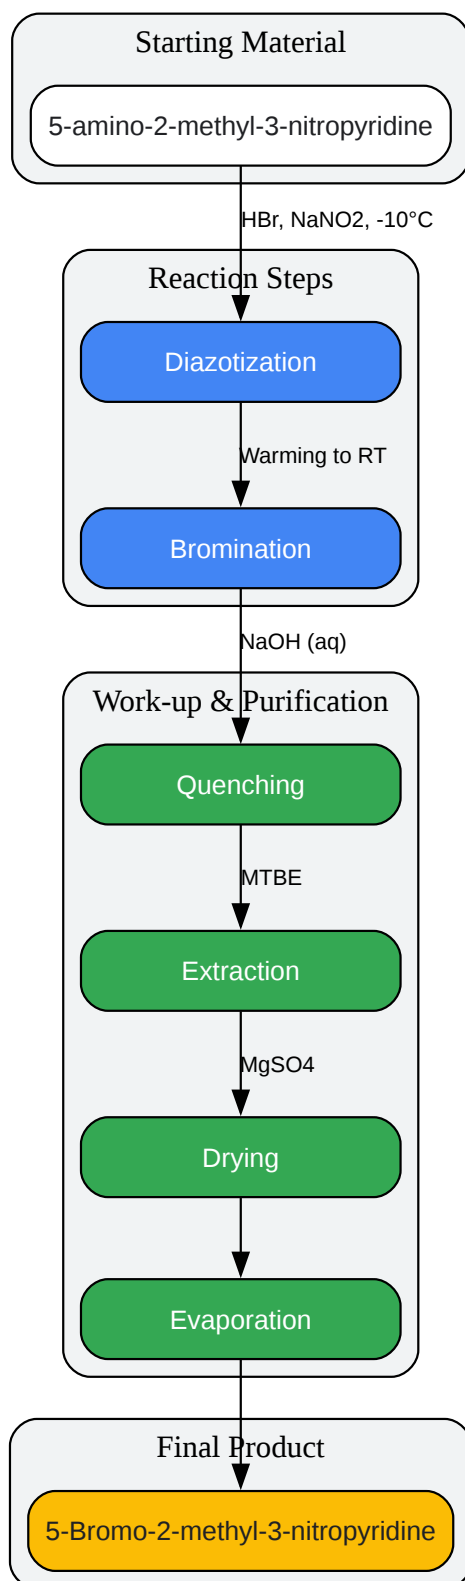 Starting Material
5-amino-2-methyl-3-nitropyridine
HBr, NaNO2, -10°C
Reaction Steps
Diazotization
Warming to RT
Bromination
NaOH (aq)
Work-up & Purification
Quenching
MTBE
Extraction
MgSO4
Drying
Evaporation
Final Product
5-Bromo-2-methyl-3-nitropyridine